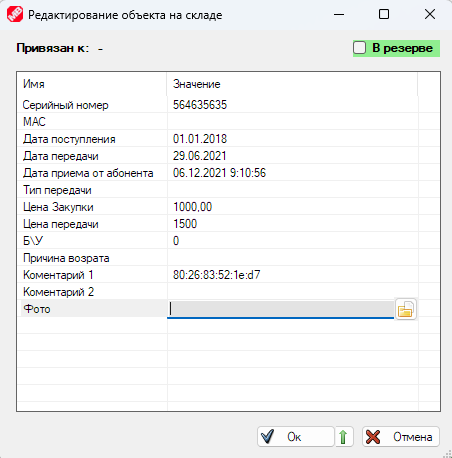 Редактирование объекта на складе
Привязан к: -
В резерве
Имя Значение
Серийный номер 564635635
MAC
Дата поступления 01.01.2018
Дата передачи 29.06.2021
Дата приема от абонента 06.12.2021 9:10:56
Тип передачи
Цена Закупки 1000,00
Цена передачи 1500
Б\У 0
Причина возрата
Коментарий 1 80:26:83:52:1e:d7
Коментарий 2
Фото
Ок Отмена